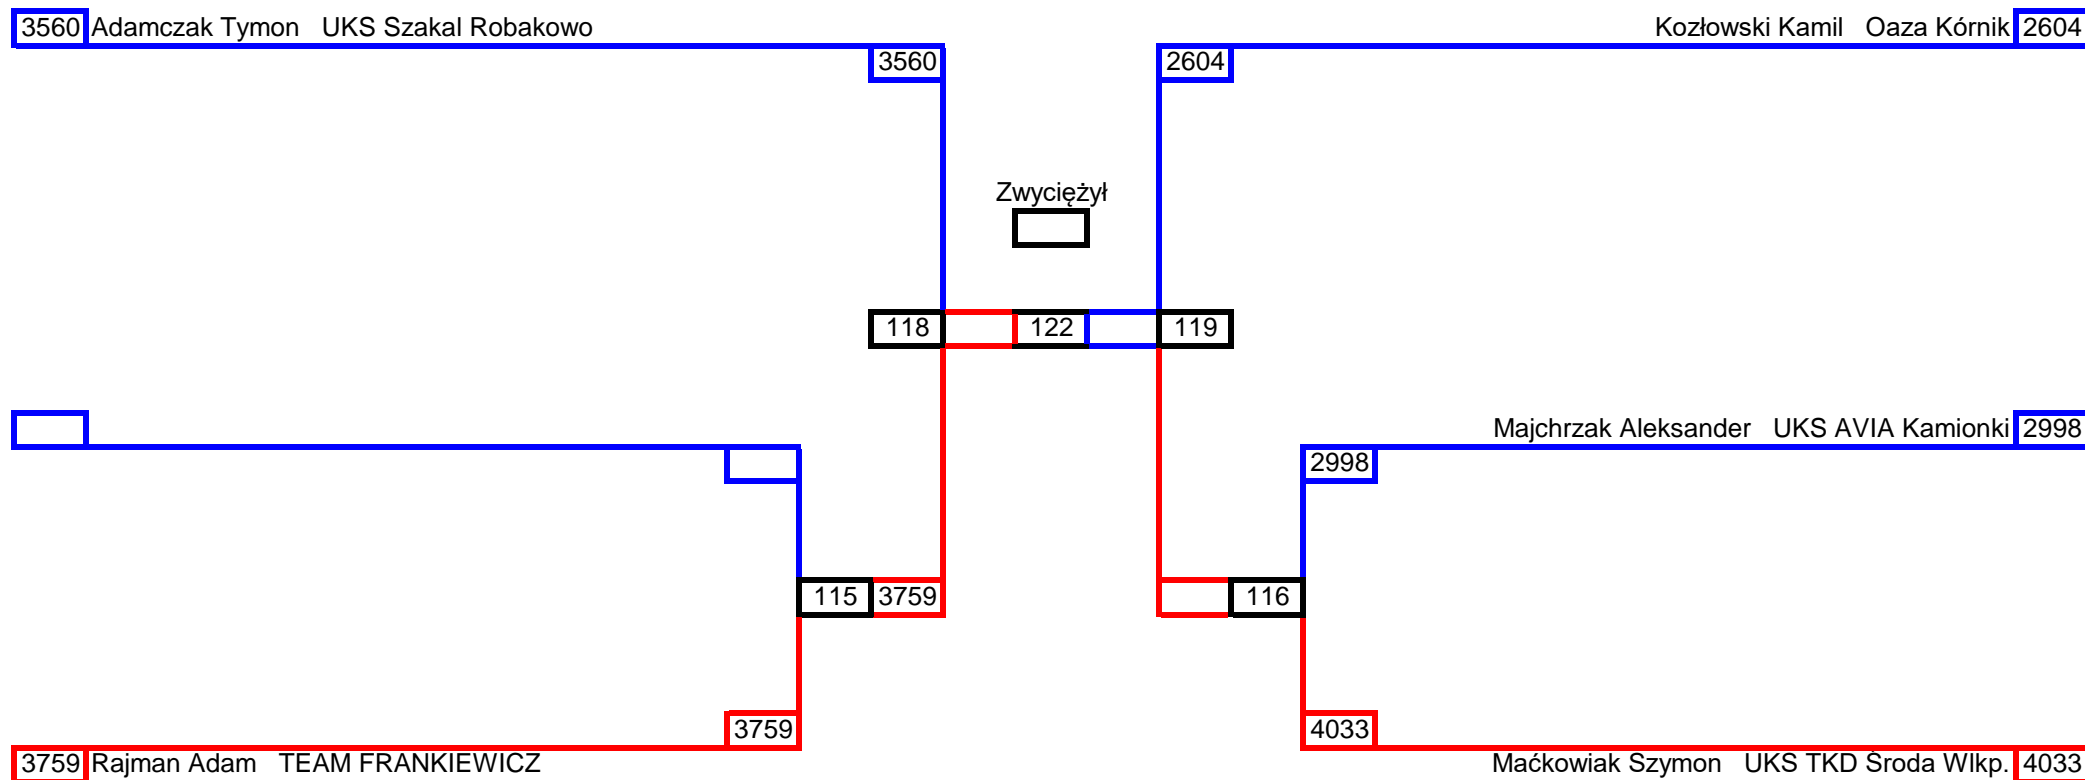 3560 Adamczak Tymon UKS Szakal Robakowo
Kozłowski Kamil Oaza Kórnik 2604
3560
2604
Zwyciężył
118
122
119
Majchrzak Aleksander UKS AVIA Kamionki 2998
2998
115 3759
116
3759
4033
3759 Rajman Adam TEAM FRANKIEWICZ
Maćkowiak Szymon UKS TKD Środa Wlkp. 4033